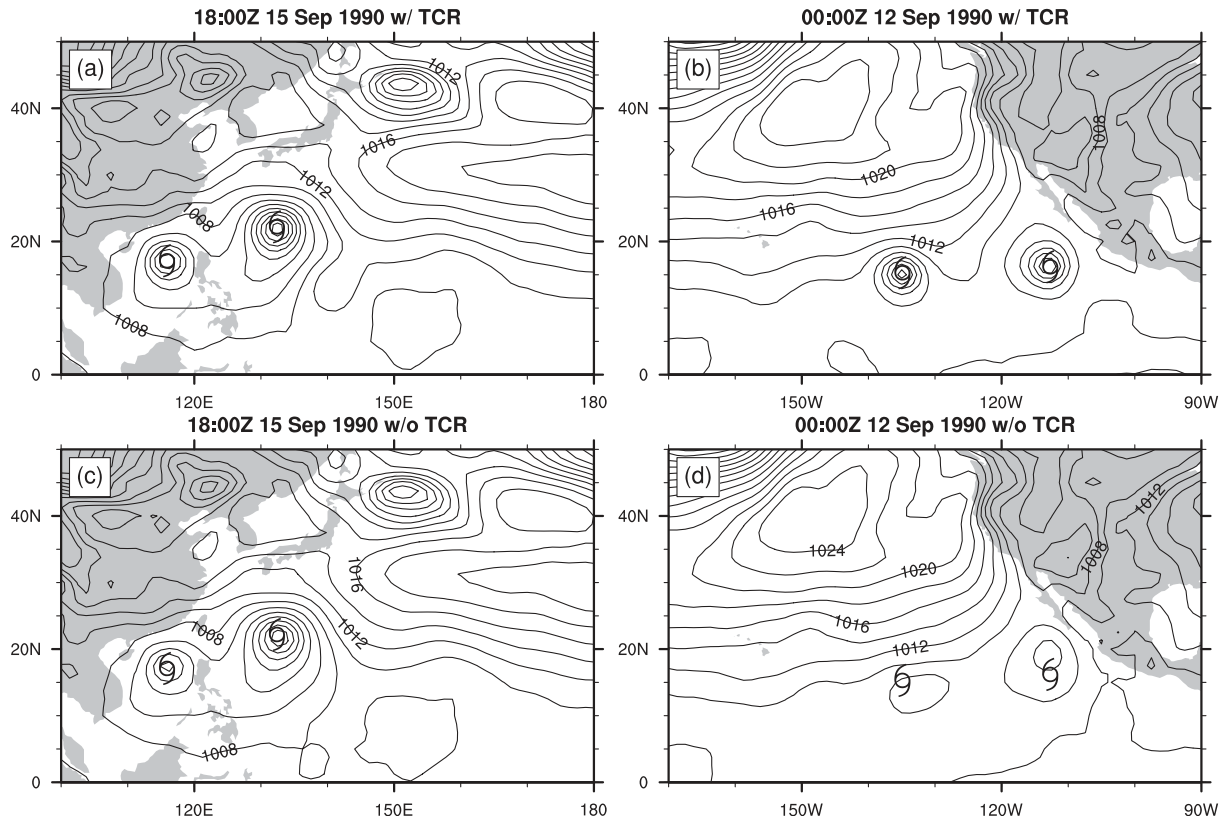 18:00Z 15 Sep 1990 w/ TCR
(a)
1012
1016
1012
1008
1008
40N
20N
0
120E
150E
180
00:00Z 12 Sep 1990 w/ TCR
(b)
1008
1020
1016
1012
40N
20N
0
150W
120W
90W
18:00Z 15 Sep 1990 w/o TCR
(c)
1016
1008
1012
1008
40N
20N
0
120E
150E
180
00:00Z 12 Sep 1990 w/o TCR
(d)
1012
1024
1008
1020
1016
1012
40N
20N
0
150W
120W
90W